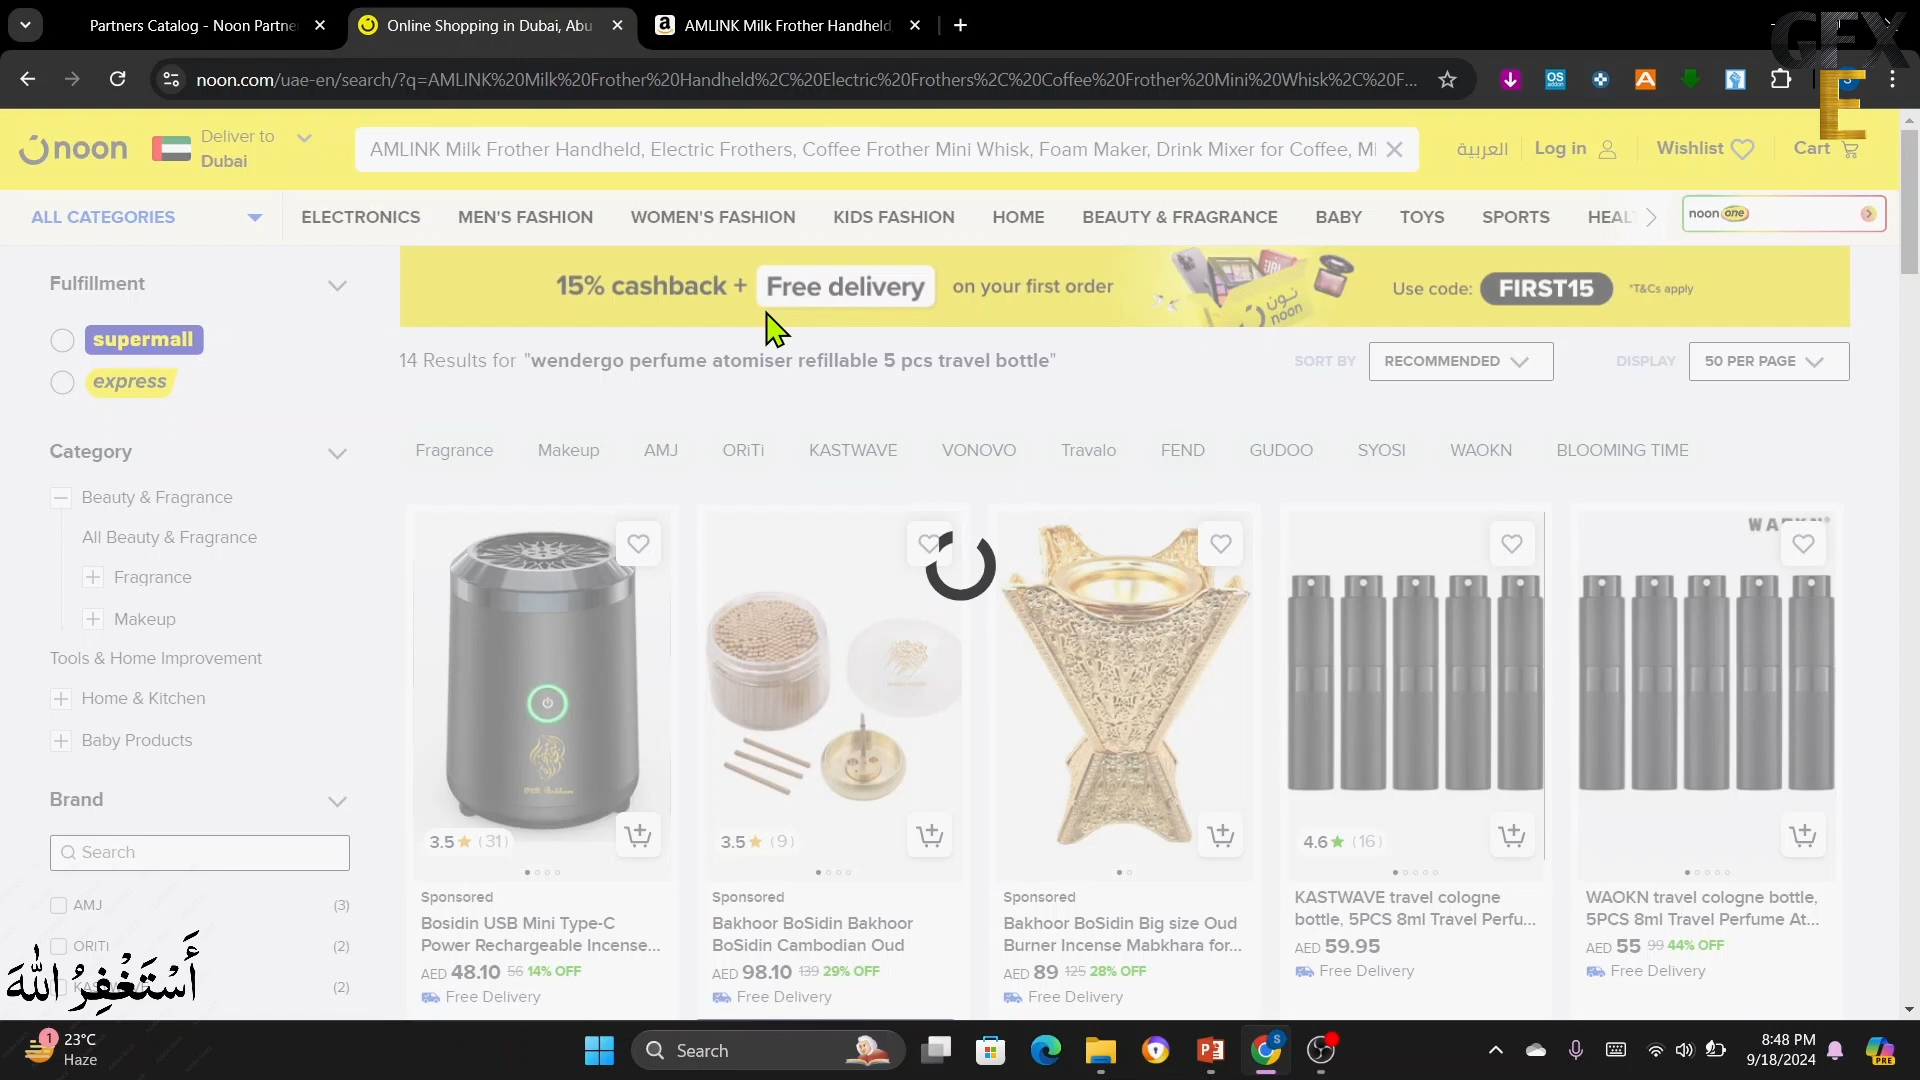 Partners Catalog - Noon Partne
Online Shopping in Dubai, Abu
AMLINK Milk Frother Handheld,
GFX
E
noon.com/uae-en/search/?q=AMLINK%20Milk%20Frother%20Handheld%2C%20Electric%20Frothers%2C%20Coffee%20Frother%20Mini%20Whisk%2C%20F...
noon
Deliver to
Dubai
AMLINK Milk Frother Handheld, Electric Frothers, Coffee Frother Mini Whisk, Foam Maker, Drink Mixer for Coffee, Mi
العربية
Log in
Wishlist
Cart
ALL CATEGORIES
ELECTRONICS
MEN'S FASHION
WOMEN'S FASHION
KIDS FASHION
HOME
BEAUTY & FRAGRANCE
BABY
TOYS
SPORTS
HEAL
noon one
15% cashback + Free delivery on your first order
نون
noon
Use code: FIRST15 *T&Cs apply
Fulfillment
supermall
express
14 Results for "wendergo perfume atomiser refillable 5 pcs travel bottle"
SORT BY
RECOMMENDED
DISPLAY
50 PER PAGE
Fragrance
Makeup
AMJ
ORiTi
KASTWAVE
VONOVO
Travalo
FEND
GUDOO
SYOSI
WAOKN
BLOOMING TIME
Category
Beauty & Fragrance
All Beauty & Fragrance
Fragrance
Makeup
Tools & Home Improvement
Home & Kitchen
Baby Products
Brand
Search
AMJ (3)
ORiTi (2)
(2)
أَسْتَغْفِرُ اللهَ
3.5 (31)
Sponsored
Bosidin USB Mini Type-C
Power Rechargeable Incense...
AED 48.10 56 14% OFF
Free Delivery
3.5 (9)
Sponsored
Bakhoor BoSidin Bakhoor
BoSidin Cambodian Oud
AED 98.10 139 29% OFF
Free Delivery
Sponsored
Bakhoor BoSidin Big size Oud
Burner Incense Mabkhara for...
AED 89 125 28% OFF
Free Delivery
4.6 (16)
KASTWAVE travel cologne
bottle, 5PCS 8ml Travel Perfu...
AED 59.95
Free Delivery
WAOKN
WAOKN travel cologne bottle,
5PCS 8ml Travel Perfume At...
AED 55 99 44% OFF
Free Delivery
1
23°C
Haze
Search
8:48 PM
9/18/2024